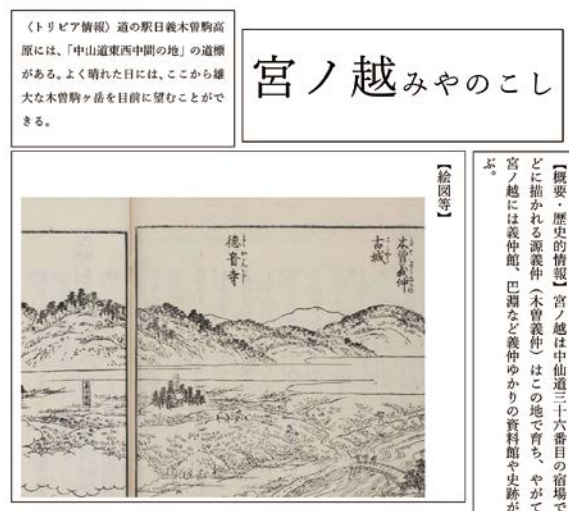 〈トリビア情報〉道の駅日義木曽駒高
原には、「中山道東西中間の地」の道標
がある。よく晴れた日には、ここから雄
大な木曽駒ヶ岳を目前に望むことがで
きる。
宮ノ越みやのこし
【概要・歴史的情報】宮ノ越は中仙道三十六番目の宿場で
どに描かれる源義仲（木曽義仲）はこの地で育ち、やがて
宮ノ越には義仲館、巴淵など義仲ゆかりの資料館や史跡が
ぶ。
【絵図等】
木曽義仲
古城
徳音寺